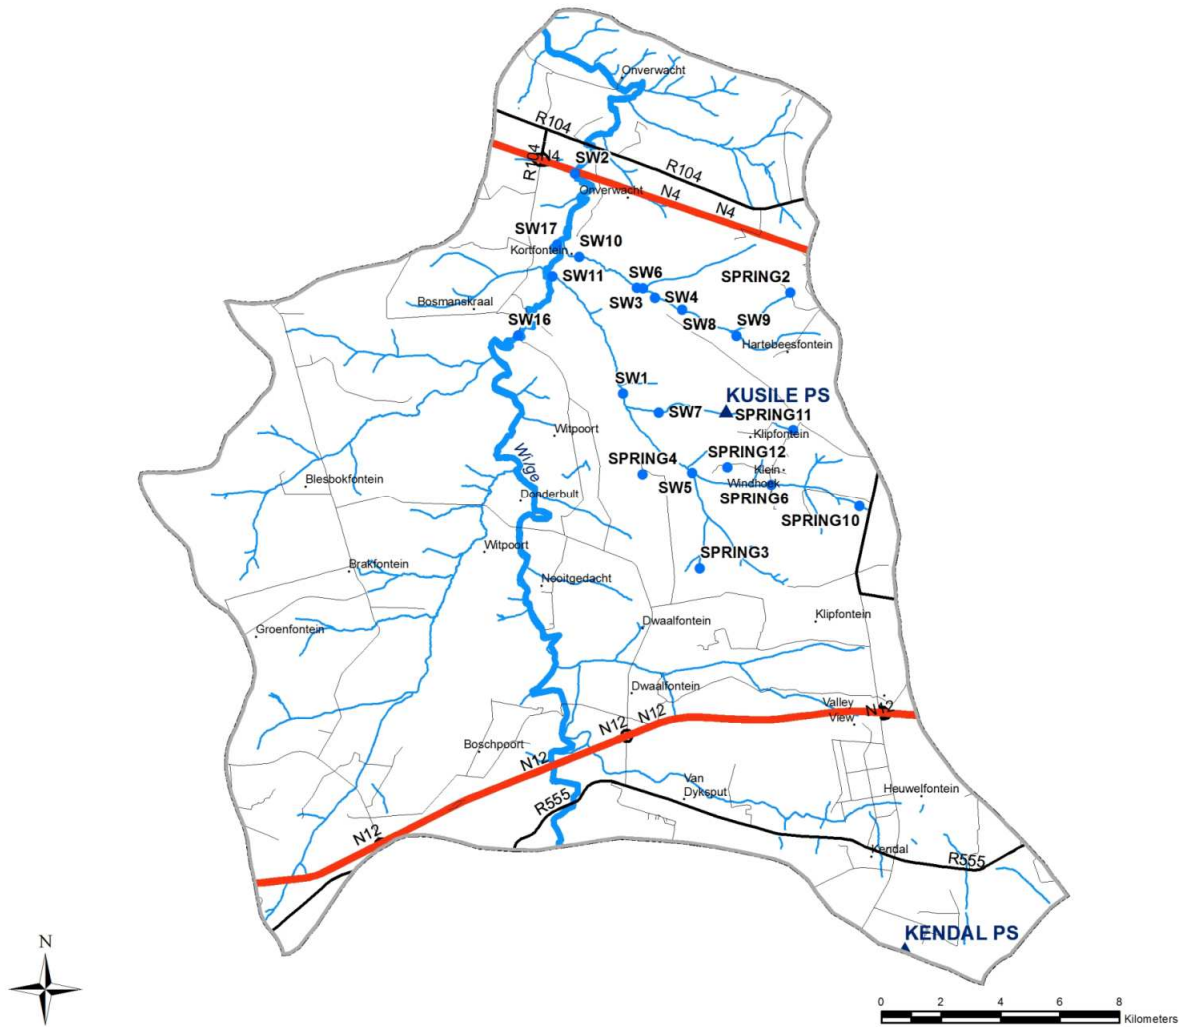 Onverwacht
R104
R104
N4
SW2
R104
Onverwacht
N4
N4
SW17
SW10
Kortfontein
SW11
SW6
SPRING2
SW3
SW4
Bosmanskraal
SW8
SW9
SW16
Hartebeesfontein
SW1
KUSILE PS
SW7
SPRING11
Witpoort
Klipfontein
Wilge
SPRING4
SPRING12
Klein
SW5
Windhoek
Blesbokfontein
SPRING6
Donderbult
SPRING10
Witpoort
SPRING3
Brakfontein
Nooitgedacht
Klipfontein
Groenfontein
Dwaalfontein
Dwaalfontein
Valley
View
N12
N12
N12
Boschpoort
N12
Van
Dyksput
Heuwelfontein
R555
N12
Kendal
R555
KENDAL PS
N
0 2 4 6 8
Kilometers